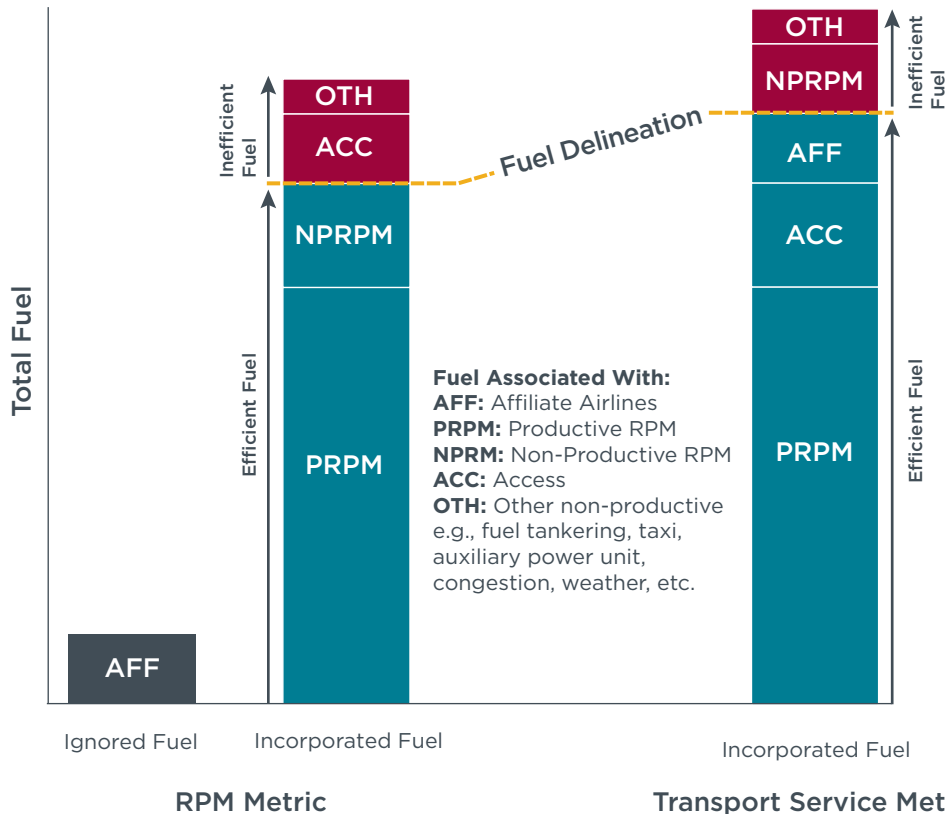 Total Fuel
AFF
Ignored Fuel
Inefficient
Fuel
Efficient Fuel
OTH
ACC
NPRPM
PRPM
Incorporated Fuel
RPM Metric
Fuel Delineation
Fuel Associated With:
AFF: Affiliate Airlines
PRPM: Productive RPM
NPRM: Non-Productive RPM
ACC: Access
OTH: Other non-productive
e.g., fuel tankering, taxi,
auxiliary power unit,
congestion, weather, etc.
OTH
NPRPM
AFF
ACC
PRPM
Inefficient
Fuel
Efficient Fuel
Incorporated Fuel
Transport Service Met